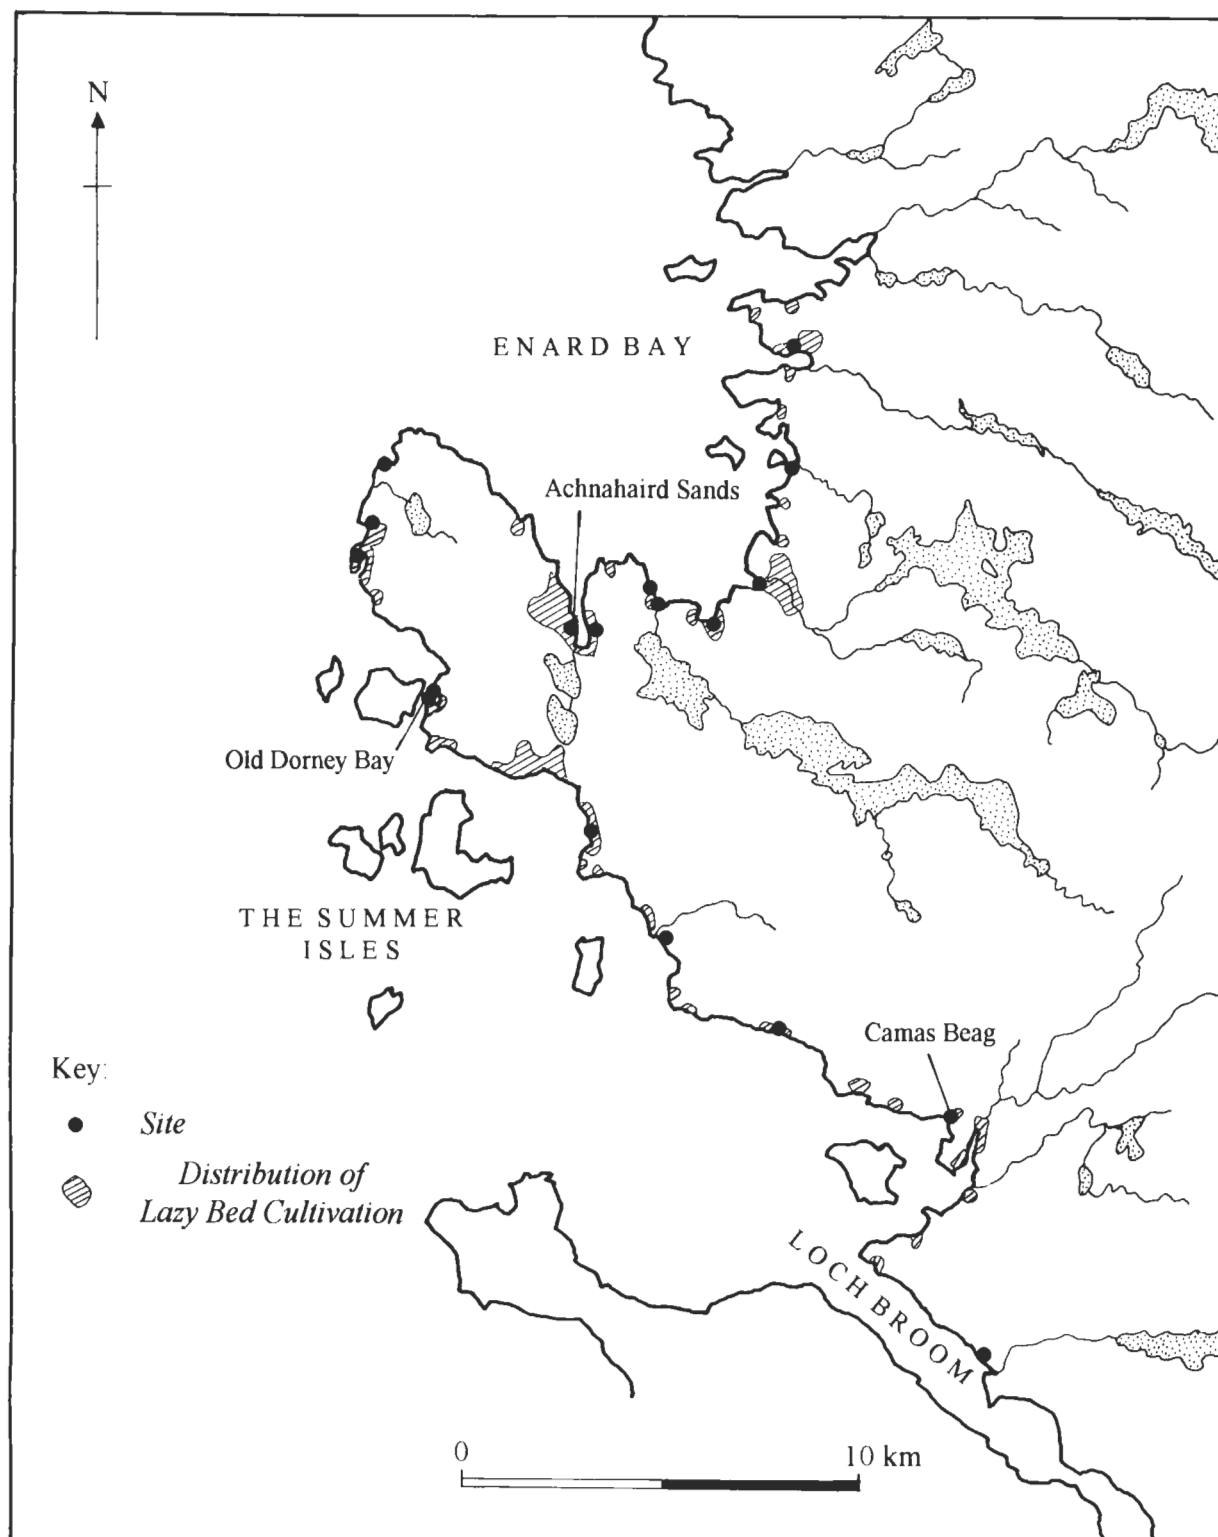 N
ENARD BAY
Achnahaird Sands
Old Dorney Bay
THE SUMMER
ISLES
Camas Beag
Key:
Site
Distribution of
Lazy Bed Cultivation
LOCH BROOM
0
10 km